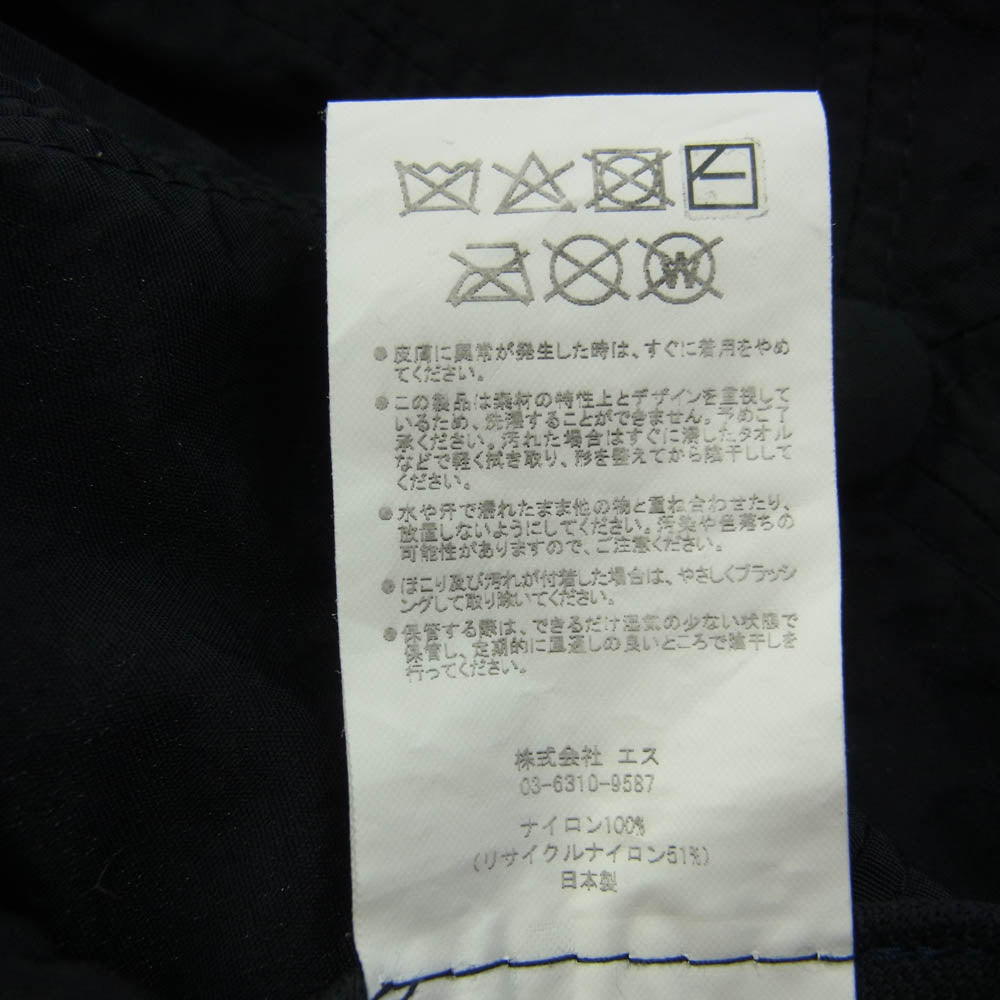 W
● 皮膚に異常が発生した時は、すぐに着用をやめ
てください。
● この製品は素材の特性上とデザインを重視して
いるため、洗濯することができません。予めご了
承ください。汚れた場合はすぐに湿したタオル
などで軽く拭き取り、形を整えてから陰干しして
ください。
● 水や汗で濡れたまま他の物と重ね合わせたり、
放置しないようにしてください。汚染や色落ちの
可能性がありますので、ご注意ください。
● ほこり及び汚れが付着した場合は、やさしくブラッシ
ングして取り除いてください。
● 保管する際は、できるだけ湿気の少ない状態で
保管し、定期的に風通しの良いところで陰干しを
行ってください。
株式会社 エス
03-6310-9587
ナイロン100%
(リサイクルナイロン51%)
日本製